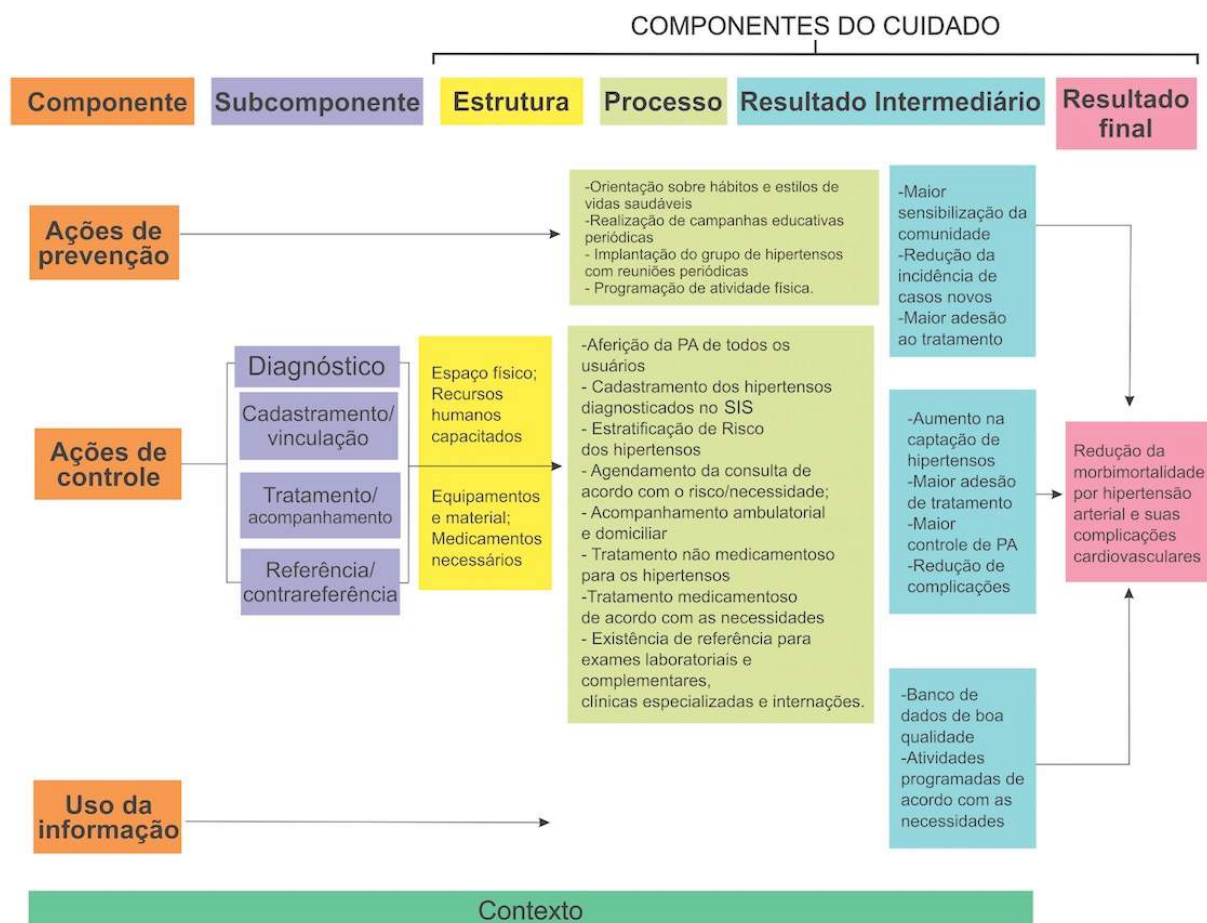 COMPONENTES DO CUIDADO
Componente
Subcomponente
Estrutura
Processo
Resultado Intermediário
Resultado
final
Ações de
prevenção
-Orientação sobre hábitos e estilos de
vidas saudáveis
-Realização de campanhas educativas
periódicas
- Implantação do grupo de hipertensos
com reuniões periódicas
- Programação de atividade física.
-Maior
sensibilização da
comunidade
-Redução da
incidência de
casos novos
-Maior adesão
ao tratamento
Ações de
controle
Diagnóstico
Cadastramento/
vinculação
Tratamento/
acompanhamento
Referência/
contrareferência
Espaço físico;
Recursos
humanos
capacitados
Equipamentos
e material;
Medicamentos
necessários
-Aferição da PA de todos os
usuários
- Cadastramento dos hipertensos
diagnosticados no SIS
- Estratificação de Risco
dos hipertensos
- Agendamento da consulta de
acordo com o risco/necessidade;
- Acompanhamento ambulatorial
e domiciliar
- Tratamento não medicamentoso
para os hipertensos
-Tratamento medicamentoso
de acordo com as necessidades
- Existência de referência para
exames laboratoriais e
complementares,
clínicas especializadas e internações.
-Aumento na
captação de
hipertensos
-Maior adesão
de tratamento
-Maior
controle de PA
-Redução de
complicações
Redução da
morbimortalidade
por hipertensão
arterial e suas
complicações
cardiovasculares
Uso da
informação
-Banco de
dados de boa
qualidade
-Atividades
programadas de
acordo com as
necessidades
Contexto